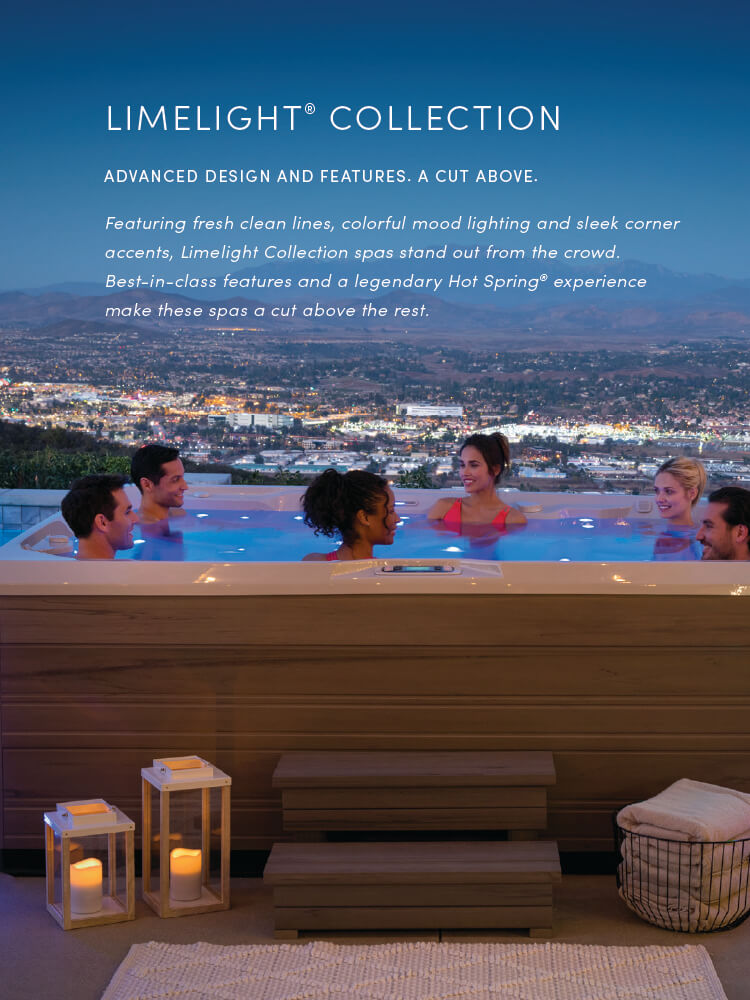 LIMELIGHT® COLLECTION
ADVANCED DESIGN AND FEATURES. A CUT ABOVE.
Featuring fresh clean lines, colorful mood lighting and sleek corner
accents, Limelight Collection spas stand out from the crowd.
Best-in-class features and a legendary Hot Spring® experience
make these spas a cut above the rest.